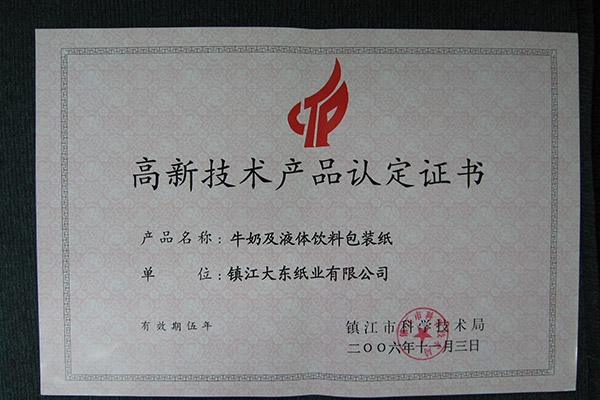 高新技术产品认定证书
产品名称：牛奶及液体饮料包装纸
单 位：镇江大东纸业有限公司
有效期伍年
镇江市科学技术局
二〇〇六年十一月三日